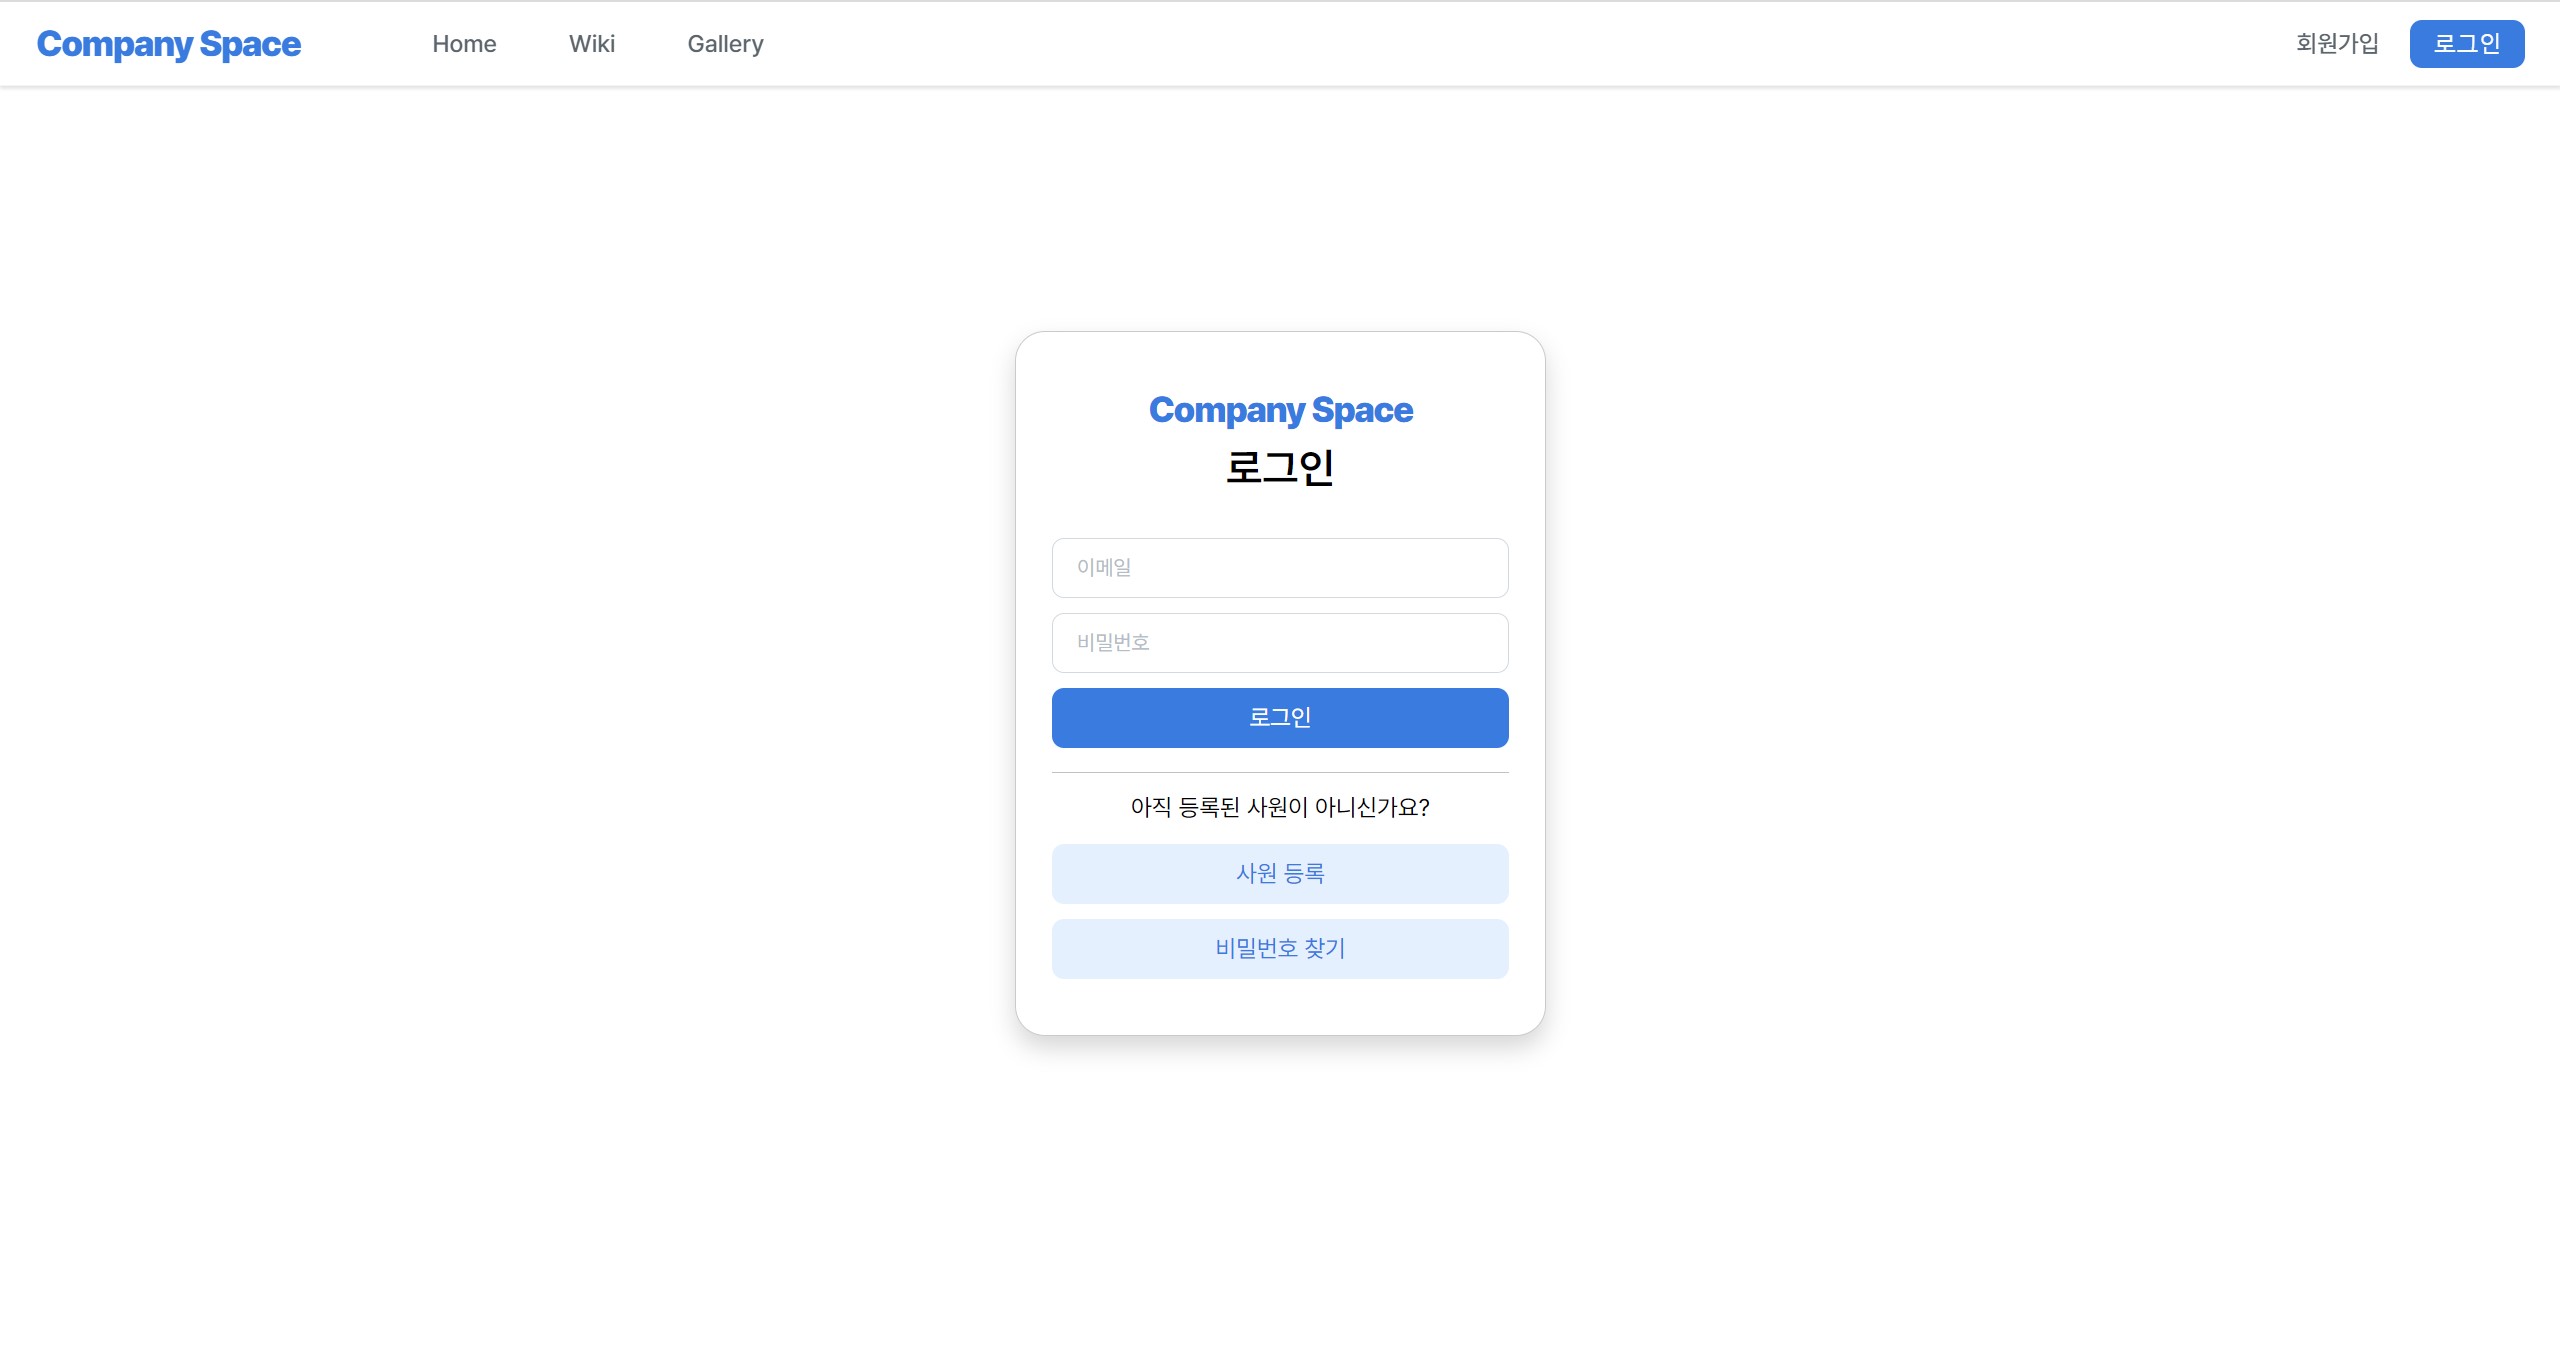 Company Space Home Wiki Gallery 회원가입 로그인
Company Space
로그인
이메일
비밀번호
로그인
아직 등록된 사원이 아니신가요?
사원 등록
비밀번호 찾기